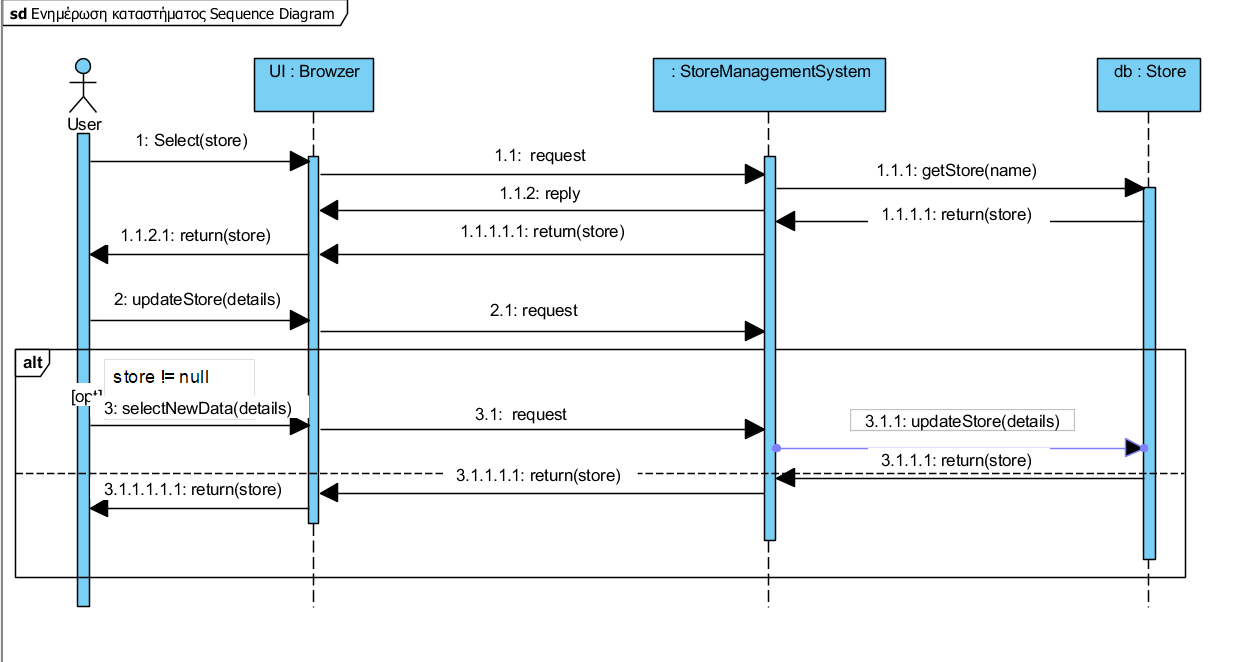 sd Ενημέρωση καταστήματος Sequence Diagram
UI : Browzer
: StoreManagementSystem
db : Store
User
1: Select(store)
1.1: request
1.1.1: getStore(name)
1.1.2: reply
1.1.1.1: return(store)
1.1.2.1: return(store)
1.1.1.1.1: return(store)
2: updateStore(details)
2.1: request
alt
store != null
[opt]
3: selectNewData(details)
3.1: request
3.1.1: updateStore(details)
3.1.1.1: return(store)
3.1.1.1.1: return(store)
3.1.1.1.1.1: return(store)